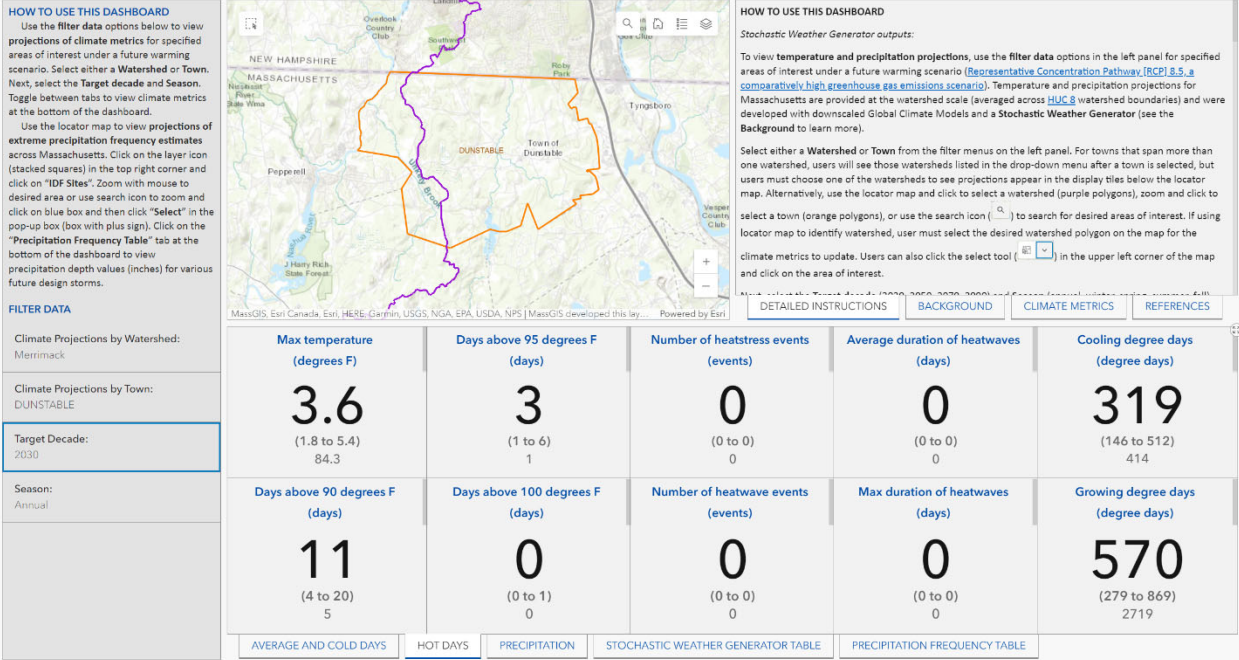 HOW TO USE THIS DASHBOARD
Use the filter data options below to view
projections of climate metrics for specified
areas of interest under a future warming
scenario. Select either a Watershed or Town.
Next, select the Target decade and Season.
Toggle between tabs to view climate metrics
at the bottom of the dashboard.
Use the locator map to view projections of
extreme precipitation frequency estimates
across Massachusetts. Click on the layer icon
(stacked squares) in the top right corner and
click on "IDF Sites". Zoom with mouse to
desired area or use search icon to zoom and
click on blue box and then click "Select" in the
pop-up box (box with plus sign). Click on the
"Precipitation Frequency Table" tab at the
bottom of the dashboard to view
precipitation depth values (inches) for various
future design storms.
FILTER DATA
Climate Projections by Watershed:
Merrimack
Climate Projections by Town:
DUNSTABLE
Target Decade:
2030
Season:
Annual
Overlook
Country
Club
NEW HAMPSHIRE
MASSACHUSETTS
Roby
Park
Tyngsboro
DUNSTABLE
Town of
Dunstable
Pepperell
Unkety Brook
Vesper
Country
Club
J Harry Rich
State Forest
MassGIS, Esri Canada, Esri, HERE, Garmin, USGS, NGA, EPA, USDA, NPS | MassGIS developed this lay...
Powered by Esri
HOW TO USE THIS DASHBOARD
Stochastic Weather Generator outputs:
To view temperature and precipitation projections, use the filter data options in the left panel for specified
areas of interest under a future warming scenario (Representative Concentration Pathway [RCP] 8.5, a
comparatively high greenhouse gas emissions scenario). Temperature and precipitation projections for
Massachusetts are provided at the watershed scale (averaged across HUC 8 watershed boundaries) and were
developed with downscaled Global Climate Models and a Stochastic Weather Generator (see the
Background to learn more).
Select either a Watershed or Town from the filter menus on the left panel. For towns that span more than
one watershed, users will see those watersheds listed in the drop-down menu after a town is selected, but
users must choose one of the watersheds to see projections appear in the display tiles below the locator
map. Alternatively, use the locator map and click to select a watershed (purple polygons), zoom and click to
select a town (orange polygons), or use the search icon ( ) to search for desired areas of interest. If using
locator map to identify watershed, user must select the desired watershed polygon on the map for the
climate metrics to update. Users can also click the select tool ( ) in the upper left corner of the map
and click on the area of interest.
DETAILED INSTRUCTIONS
BACKGROUND
CLIMATE METRICS
REFERENCES
Max temperature
(degrees F)
3.6
(1.8 to 5.4)
84.3
Days above 95 degrees F
(days)
3
(1 to 6)
1
Number of heatstress events
(events)
0
(0 to 0)
0
Average duration of heatwaves
(days)
0
(0 to 0)
0
Cooling degree days
(degree days)
319
(146 to 512)
414
Days above 90 degrees F
(days)
11
(4 to 20)
5
Days above 100 degrees F
(days)
0
(0 to 1)
0
Number of heatwave events
(events)
0
(0 to 0)
0
Max duration of heatwaves
(days)
0
(0 to 0)
0
Growing degree days
(degree days)
570
(279 to 869)
2719
AVERAGE AND COLD DAYS
HOT DAYS
PRECIPITATION
STOCHASTIC WEATHER GENERATOR TABLE
PRECIPITATION FREQUENCY TABLE